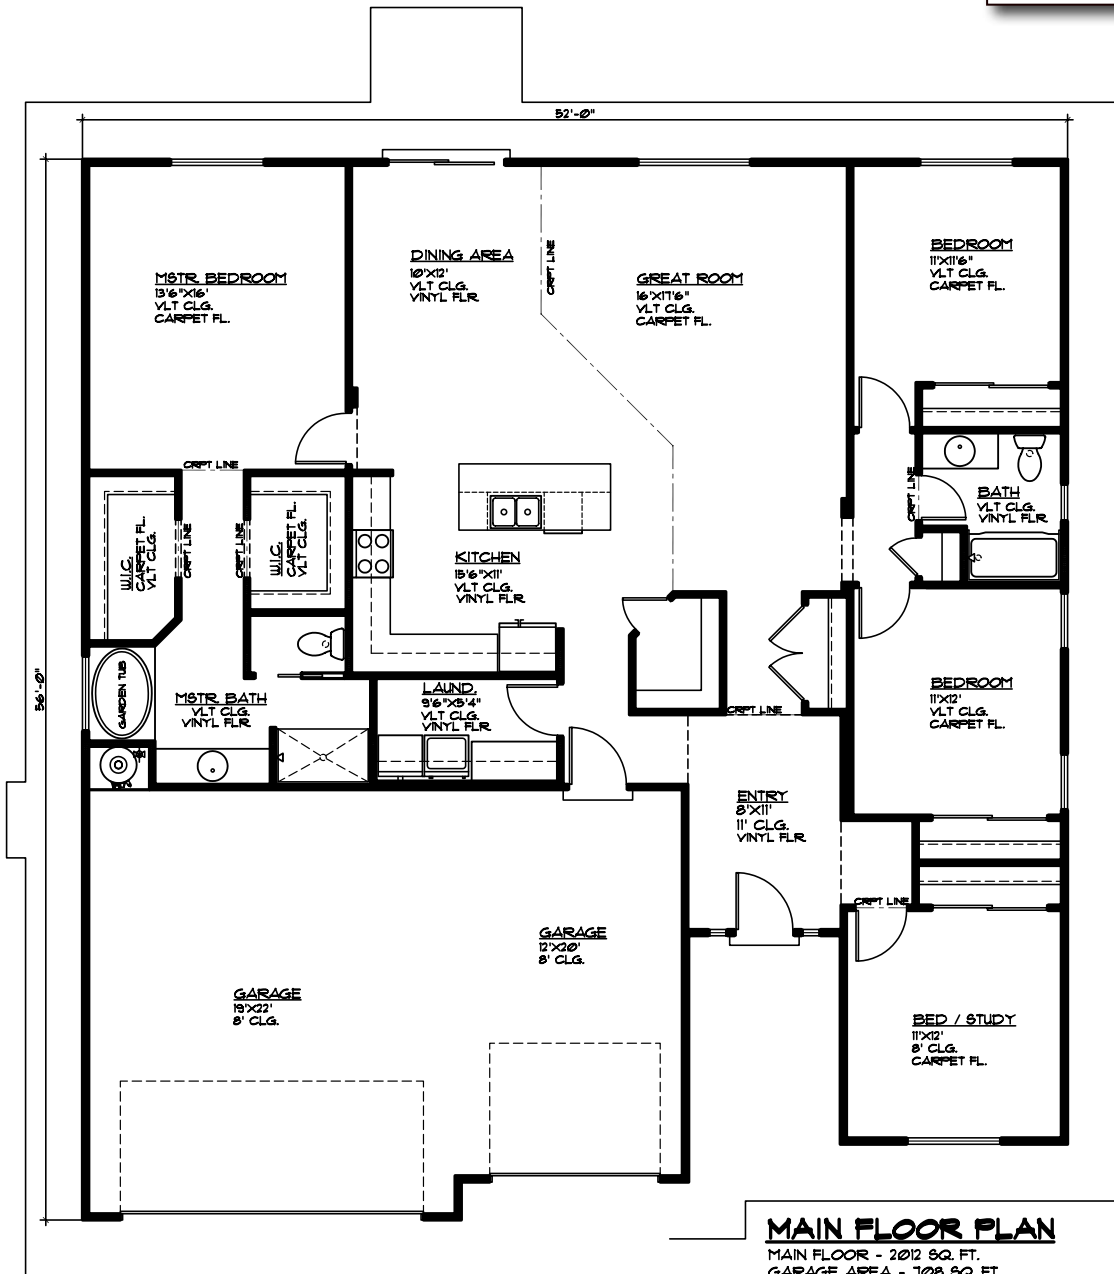 52'-0"
56'-0"
MSTR. BEDROOM
13'6"X16'
VLT CLG.
CARPET FL.
DINING AREA
10'X12'
VLT CLG.
VINYL FLR
CRPT LINE
GREAT ROOM
16'X17'6"
VLT CLG.
CARPET FL.
BEDROOM
11'X11'6"
VLT CLG.
CARPET FL.
CRPT LINE
W.I.C.
CARPET FL.
VLT CLG.
CRPT LINE
CRPT LINE
W.I.C.
CARPET FL.
VLT CLG.
KITCHEN
15'6"X11'
VLT CLG.
VINYL FLR
CRPT LINE
BATH
VLT CLG.
VINYL FLR
GARDEN TUB
MSTR. BATH
VLT CLG.
VINYL FLR
LAUND.
9'6"X5'4"
VLT CLG.
VINYL FLR
CRPT LINE
BEDROOM
11'X12'
VLT CLG.
CARPET FL.
ENTRY
8'X11'
11' CLG.
VINYL FLR
CRPT LINE
GARAGE
12'X20'
8' CLG.
GARAGE
19'X22'
8' CLG.
BED / STUDY
11'X12'
8' CLG.
CARPET FL.
MAIN FLOOR PLAN
MAIN FLOOR - 2012 SQ. FT.
GARAGE AREA - 708 SQ. FT.